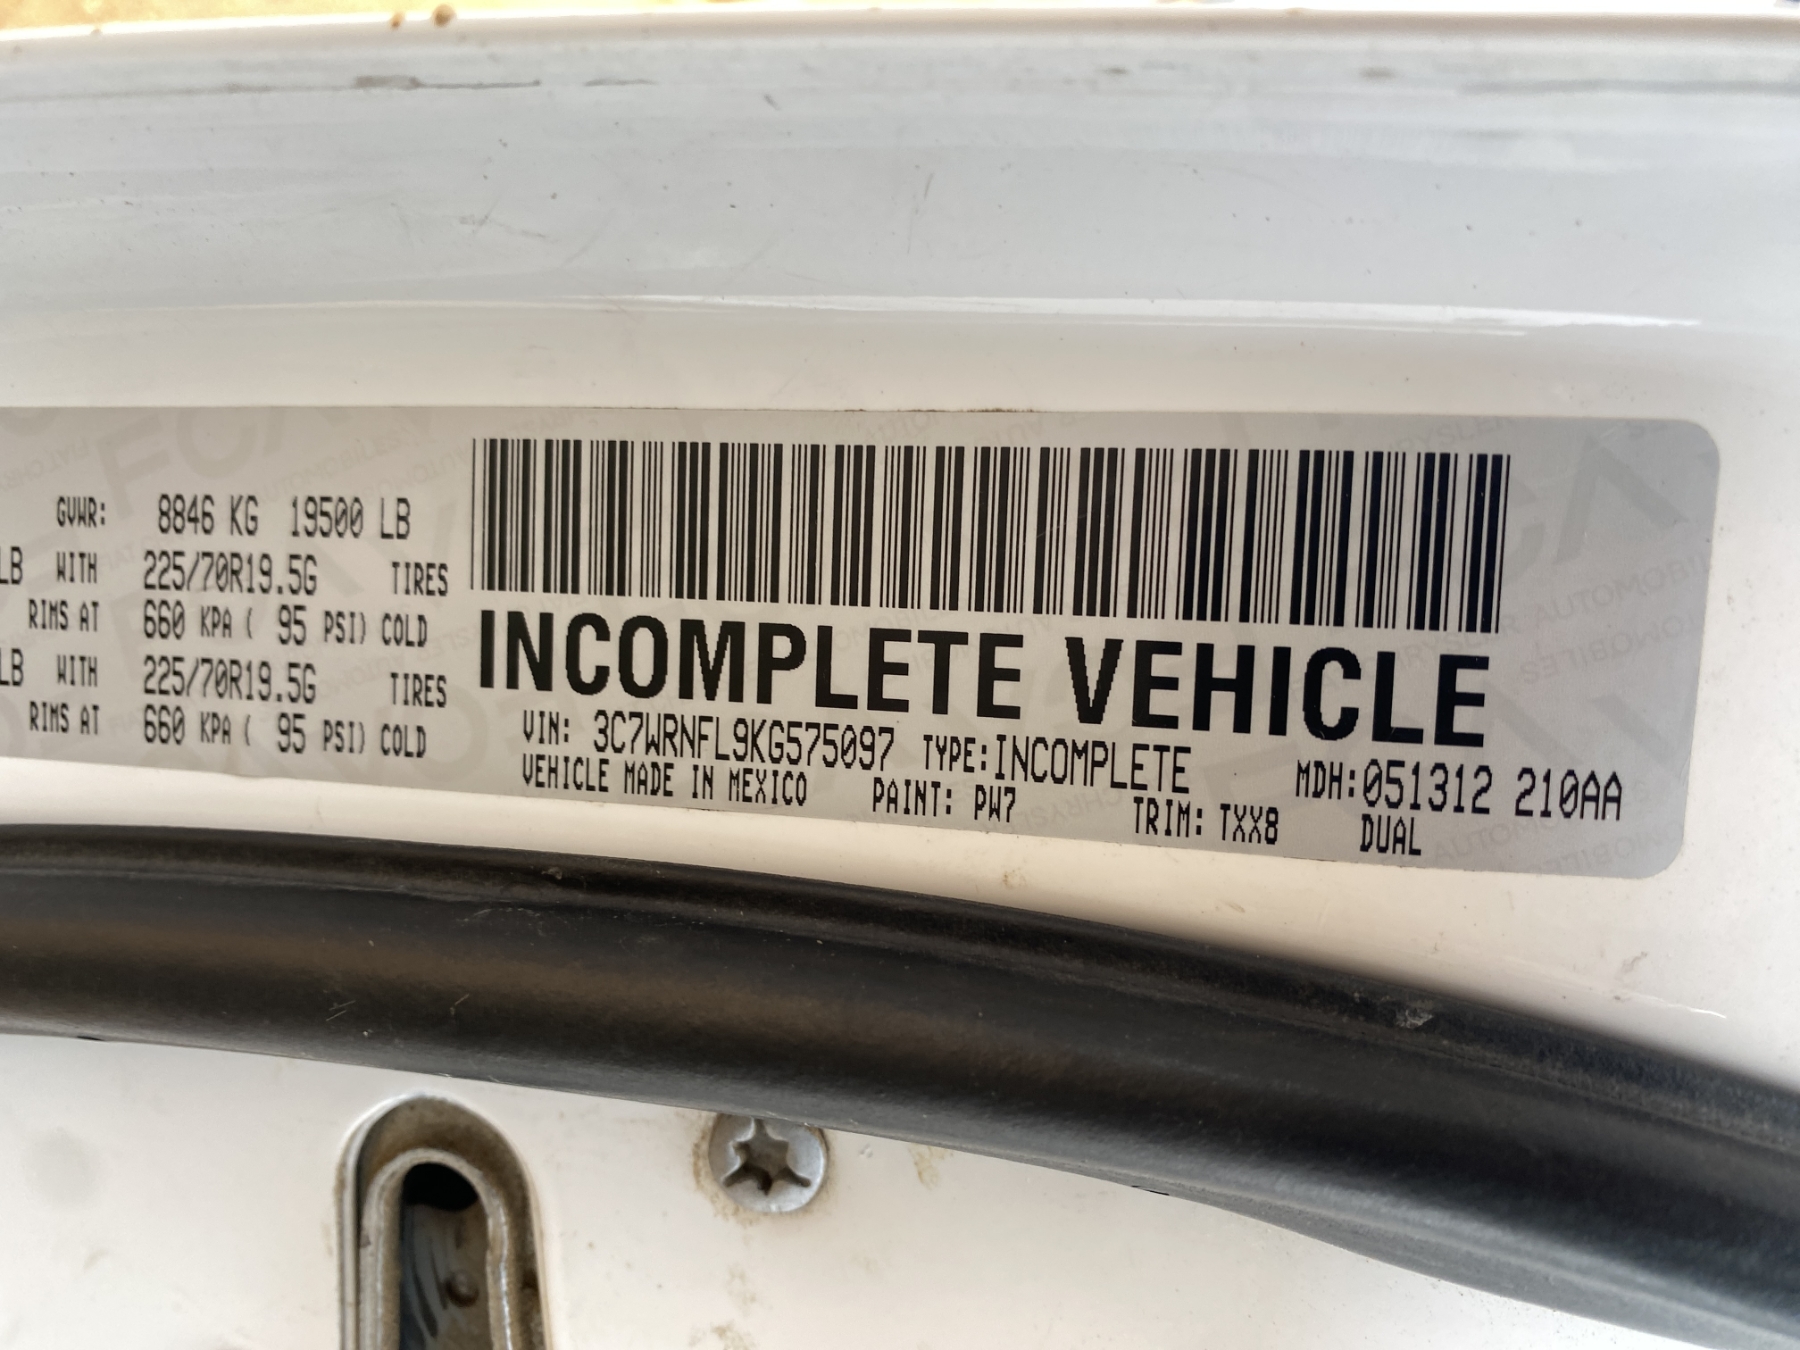 GVWR: 8846 KG 19500 LB
LB WITH 225/70R19.5G TIRES
RIMS AT 660 KPA ( 95 PSI) COLD
LB WITH 225/70R19.5G TIRES
RIMS AT 660 KPA ( 95 PSI) COLD
INCOMPLETE VEHICLE
VIN: 3C7WRNFL9KG575097 TYPE: INCOMPLETE MDH: 051312 210AA
VEHICLE MADE IN MEXICO PAINT: PW7 TRIM: TXX8 DUAL